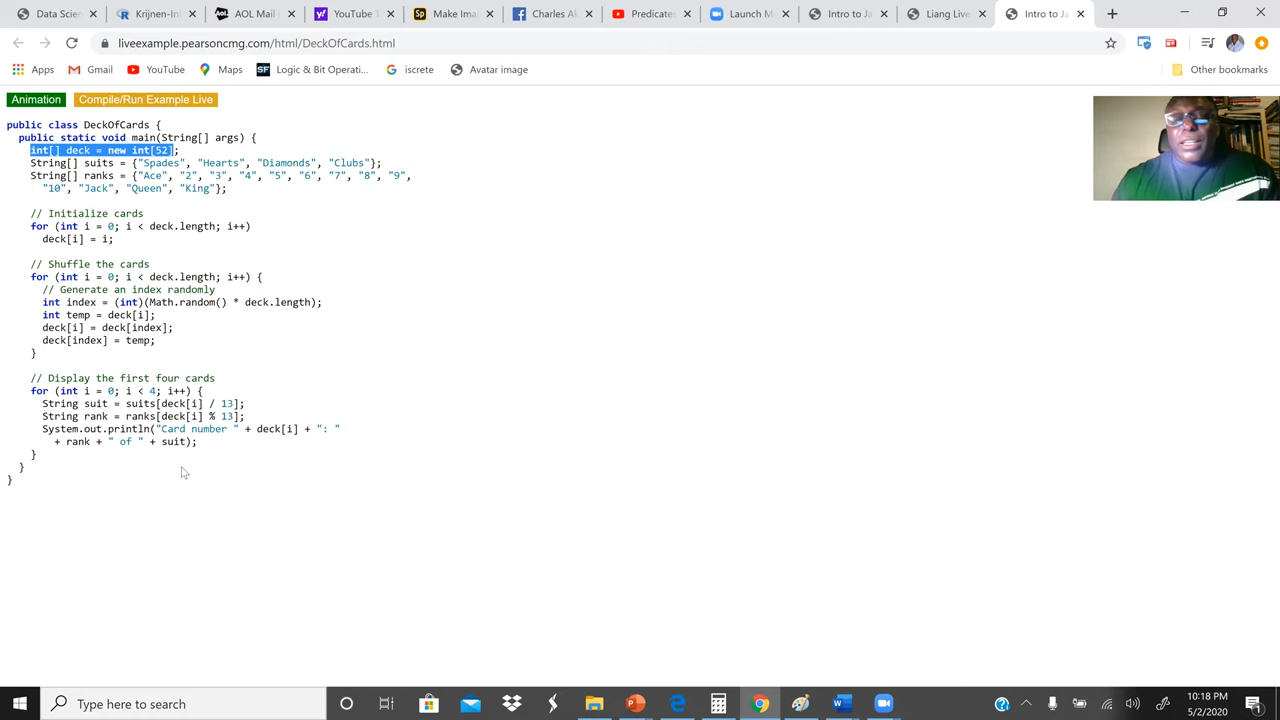 Data Scien
Krijnen-Int
AOL Mail
YouTube
Make Ima
Charles Ak
Predicates
Launch M
Intro to Ja
Liang Live
Intro to Ja
liveexample.pearsoncmg.com/html/DeckOfCards.html
Apps
Gmail
YouTube
Maps
SF
Logic & Bit Operati...
iscrete
Avatar image
Other bookmarks
Animation
Compile/Run Example Live
public class DeckOfCards {
public static void main(String[] args) {
int[] deck = new int[52];
String[] suits = {"Spades", "Hearts", "Diamonds", "Clubs"};
String[] ranks = {"Ace", "2", "3", "4", "5", "6", "7", "8", "9",
"10", "Jack", "Queen", "King"};
// Initialize cards
for (int i = 0; i < deck.length; i++)
deck[i] = i;
// Shuffle the cards
for (int i = 0; i < deck.length; i++) {
// Generate an index randomly
int index = (int)(Math.random() * deck.length);
int temp = deck[i];
deck[i] = deck[index];
deck[index] = temp;
}
// Display the first four cards
for (int i = 0; i < 4; i++) {
String suit = suits[deck[i] / 13];
String rank = ranks[deck[i] % 13];
System.out.println("Card number " + deck[i] + ": "
+ rank + " of " + suit);
}
}
}
Type here to search
10:18 PM
5/2/2020